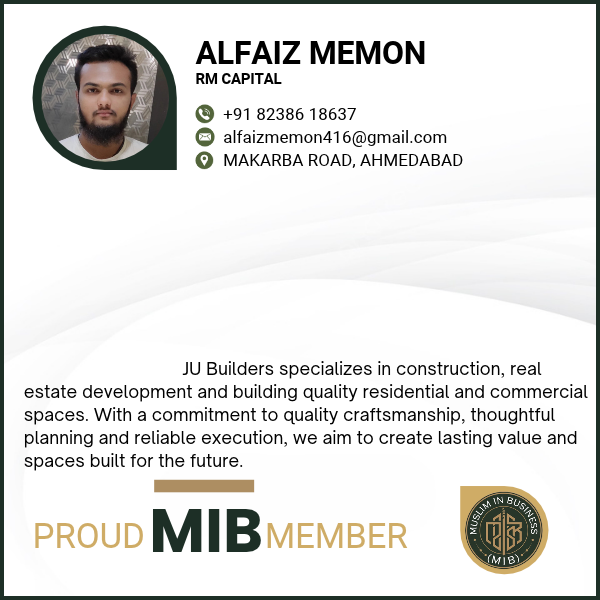 ALFAIZ MEMON
RM CAPITAL
+91 82386 18637
alfaizmemon416@gmail.com
MAKARBA ROAD, AHMEDABAD
JU Builders specializes in construction, real
estate development and building quality residential and commercial
spaces. With a commitment to quality craftsmanship, thoughtful
planning and reliable execution, we aim to create lasting value and
spaces built for the future.
PROUD MIB MEMBER
MUSLIM IN BUSINESS
(MIB)